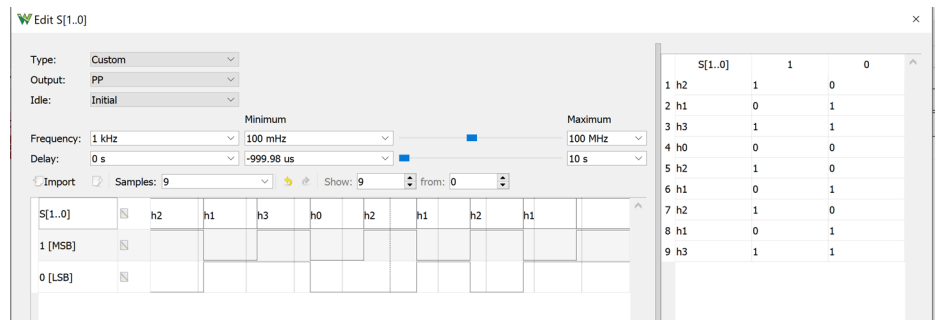 Edit S[1..0]
Type: Custom
Output: PP
Idle: Initial
Minimum Maximum
Frequency: 1 kHz 100 mHz 100 MHz
Delay: 0 s -999.98 us 10 s
Import Samples: 9 Show: 9 from: 0
S[1..0] h2 h1 h3 h0 h2 h1 h2 h1
1 [MSB]
0 [LSB]
S[1..0] 1 0
1 h2 1 0
2 h1 0 1
3 h3 1 1
4 h0 0 0
5 h2 1 0
6 h1 0 1
7 h2 1 0
8 h1 0 1
9 h3 1 1